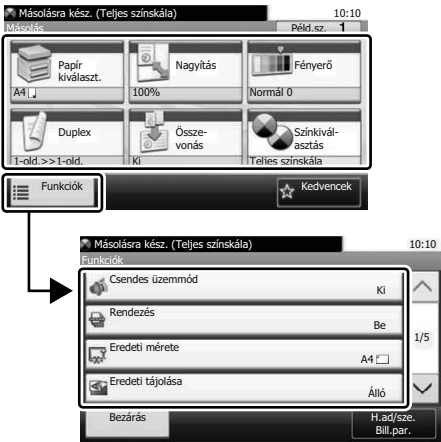 Másolásra kész. (Teljes színskála) 10:10
Másolás Péld.sz. 1
Papír
kiválaszt.
A4
Nagyítás
100%
Fényerő
Normál 0
Duplex
1-old.>>1-old.
Össze-
vonás
Ki
Színkivál-
asztás
Teljes színskála
Funkciók
Kedvencek
Másolásra kész. (Teljes színskála) 10:10
Funkciók
Csendes üzemmód
Ki
Rendezés
Be
Eredeti mérete
A4
Eredeti tájolása
Álló
1/5
Bezárás
H.ad/sze.
Bill.par.